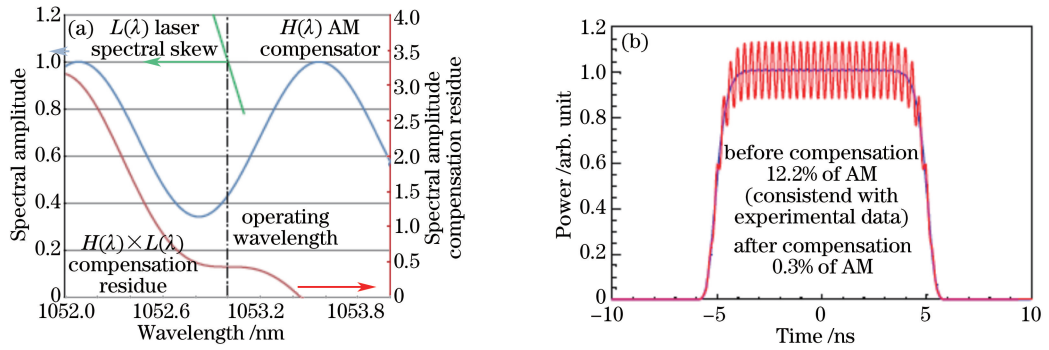 (a)
L(λ) laser
spectral skew
H(λ) AM
compensator
H(λ)×L(λ)
compensation
residue
operating
wavelength
Spectral amplitude
1.2
1.0
0.8
0.6
0.4
0.2
0
4.0
3.5
3.0
2.5
2.0
1.5
1.0
0.5
0
Spectral amplitude
compensation residue
1052.0 1052.6 1053.2 1053.8
Wavelength /nm
(b)
Power /arb. unit
1.2
1.0
0.8
0.6
0.4
0.2
0
before compensation
12.2% of AM
(consistend with
experimental data)
after compensation
0.3% of AM
−10 −5 0 5 10
Time /ns